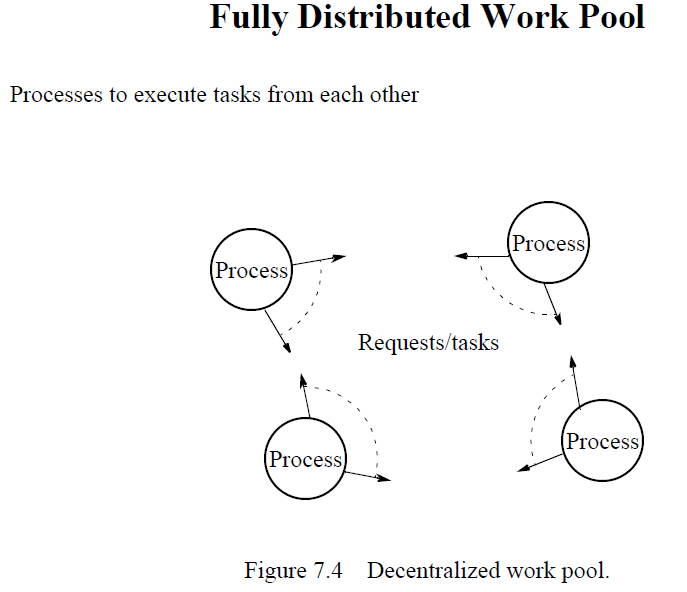 Fully Distributed Work Pool
Processes to execute tasks from each other
Process
Process
Requests/tasks
Process
Process
Figure 7.4 Decentralized work pool.